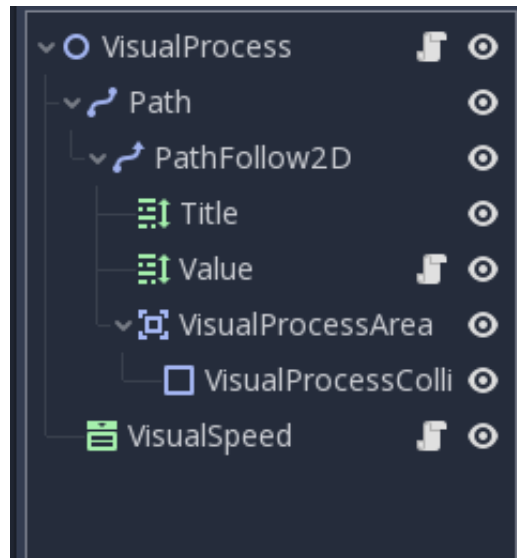 VisualProcess
Path
PathFollow2D
Title
Value
VisualProcessArea
VisualProcessColli
VisualSpeed